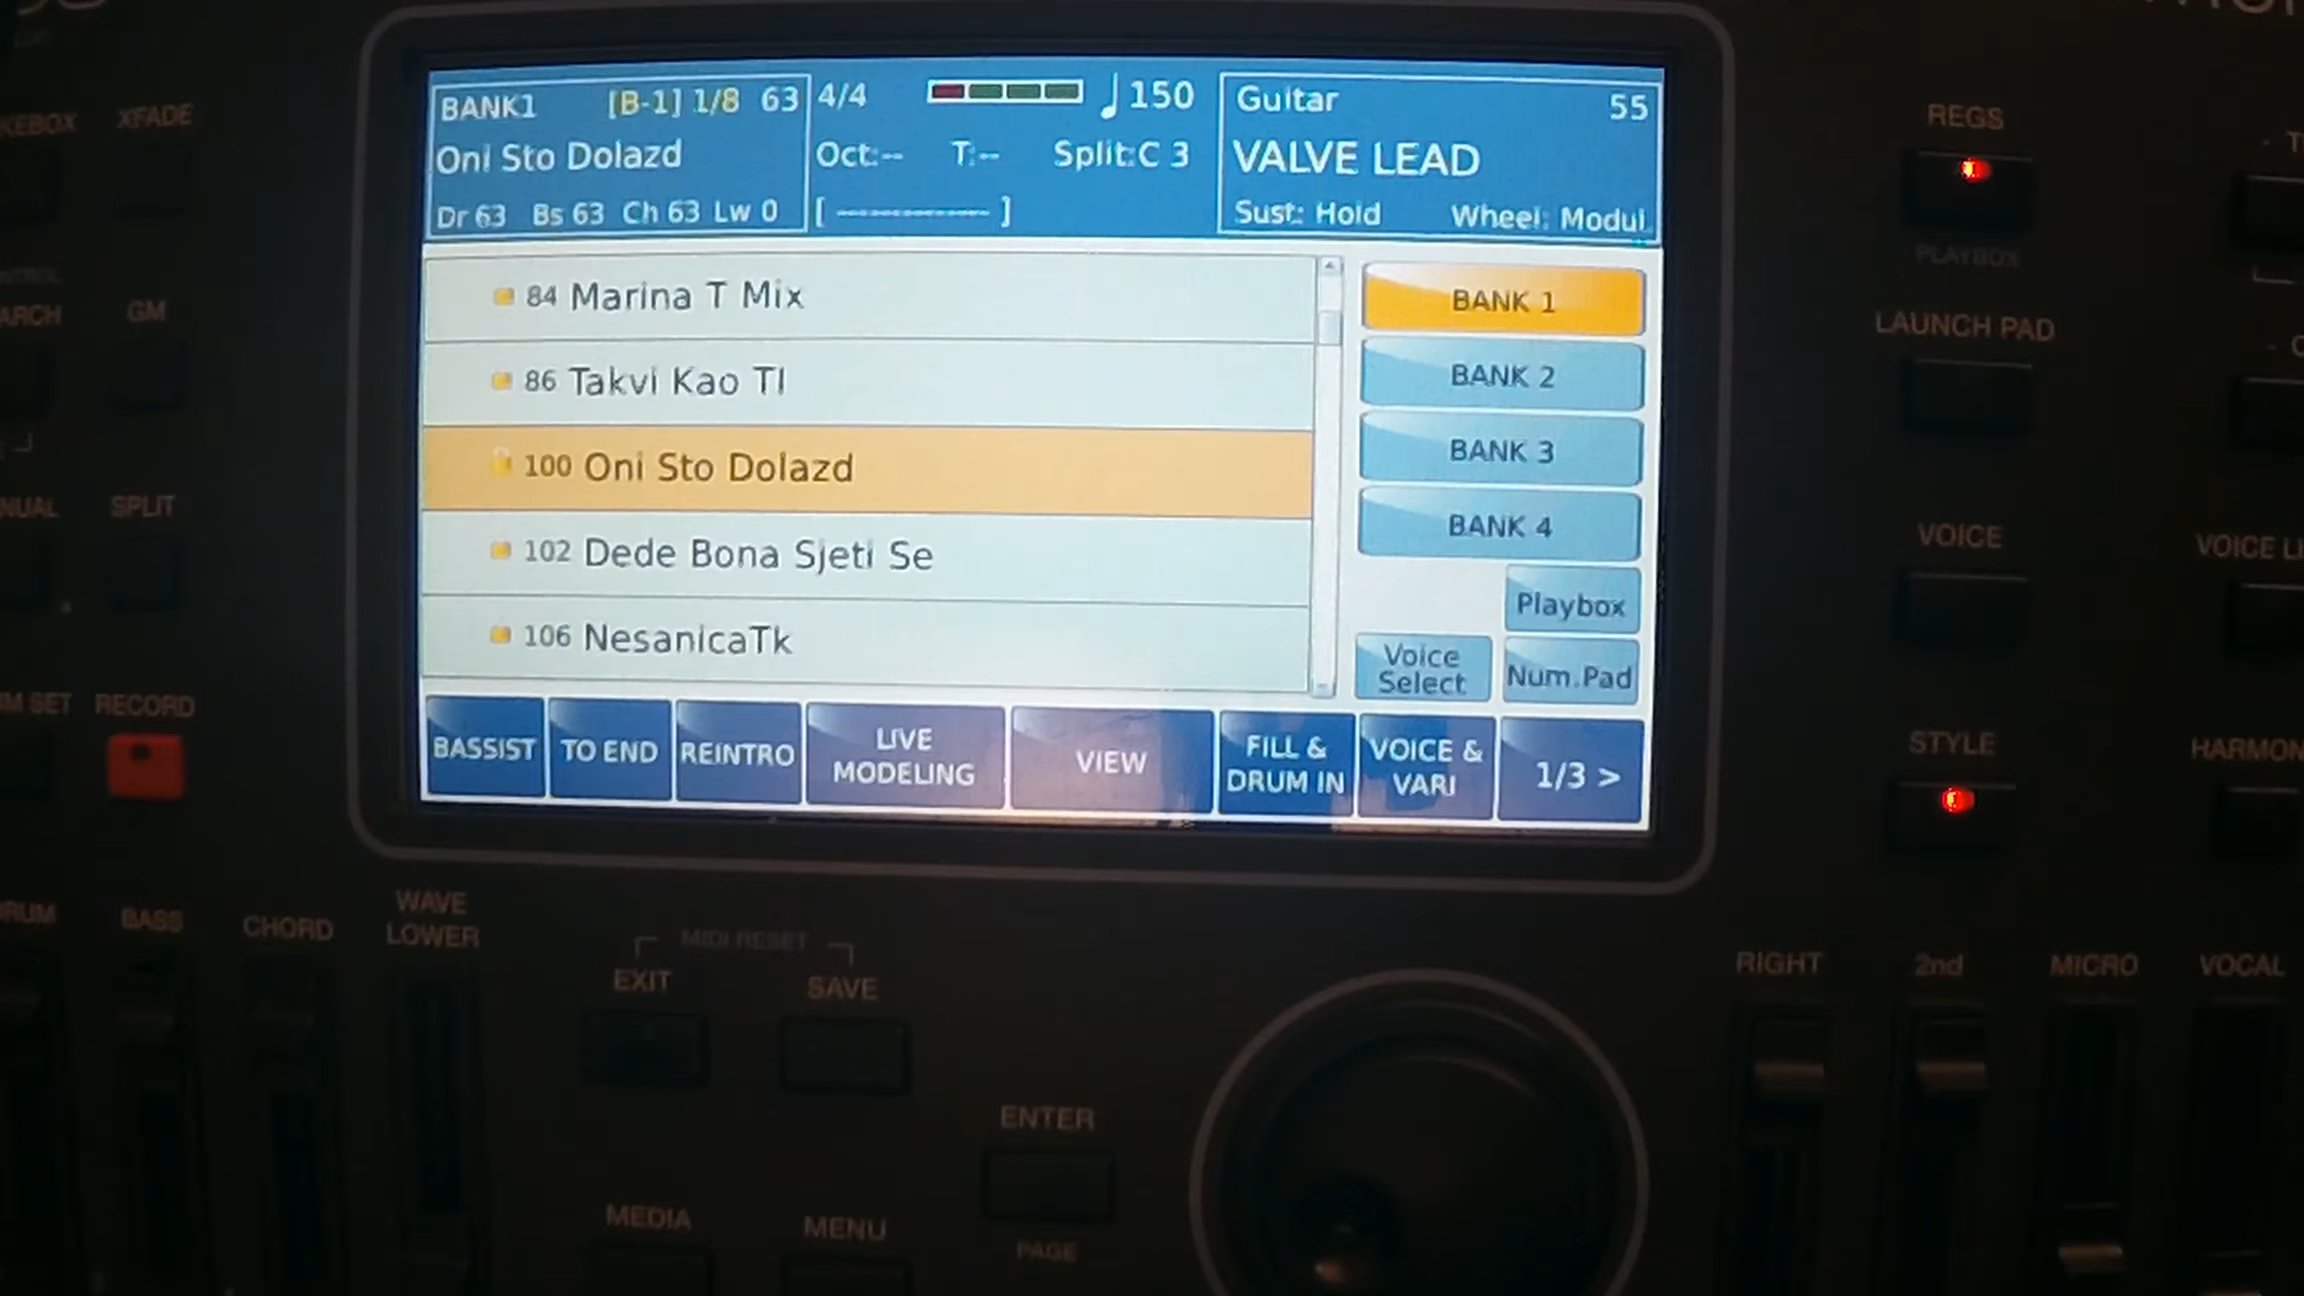 BANK1 [B-1] 1/8 63
Oni Sto Dolazd
Dr 63 Bs 63 Ch 63 Lw 0
4/4 150
Oct:-- T:-- Split:C 3
[ ------------ ]
Guitar 55
VALVE LEAD
Sust: Hold Wheel: Modul
84 Marina T Mix
86 Takvi Kao TI
100 Oni Sto Dolazd
102 Dede Bona Sjeti Se
106 NesanicaTk
BANK 1
BANK 2
BANK 3
BANK 4
Playbox
Voice Select
Num.Pad
BASSIST
TO END
REINTRO
LIVE MODELING
VIEW
FILL & DRUM IN
VOICE & VARI
1/3 >
XFADE
GM
SPLIT
RECORD
REGS
PLAYBOX
LAUNCH PAD
VOICE
STYLE
BASS
CHORD
WAVE
LOWER
MIDI RESET
EXIT
SAVE
ENTER
PAGE
MEDIA
MENU
RIGHT
2nd
MICRO
VOCAL